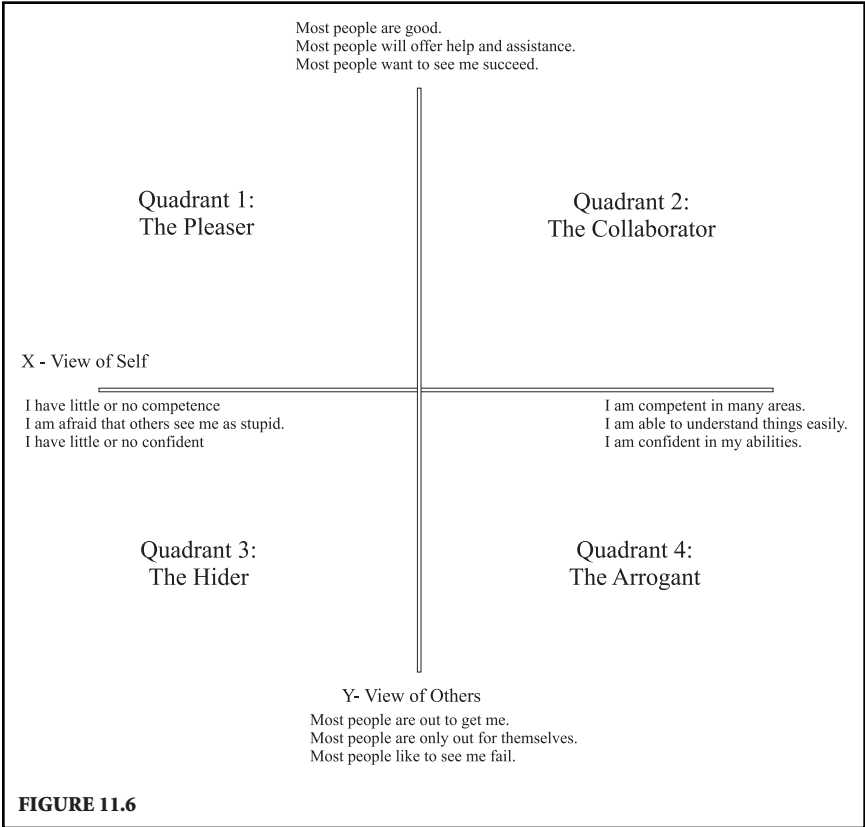 Most people are good.
Most people will offer help and assistance.
Most people want to see me succeed.
Quadrant 1:
The Pleaser
Quadrant 2:
The Collaborator
X - View of Self
I have little or no competence
I am afraid that others see me as stupid.
I have little or no confident
I am competent in many areas.
I am able to understand things easily.
I am confident in my abilities.
Quadrant 3:
The Hider
Quadrant 4:
The Arrogant
Y- View of Others
Most people are out to get me.
Most people are only out for themselves.
Most people like to see me fail.
FIGURE 11.6